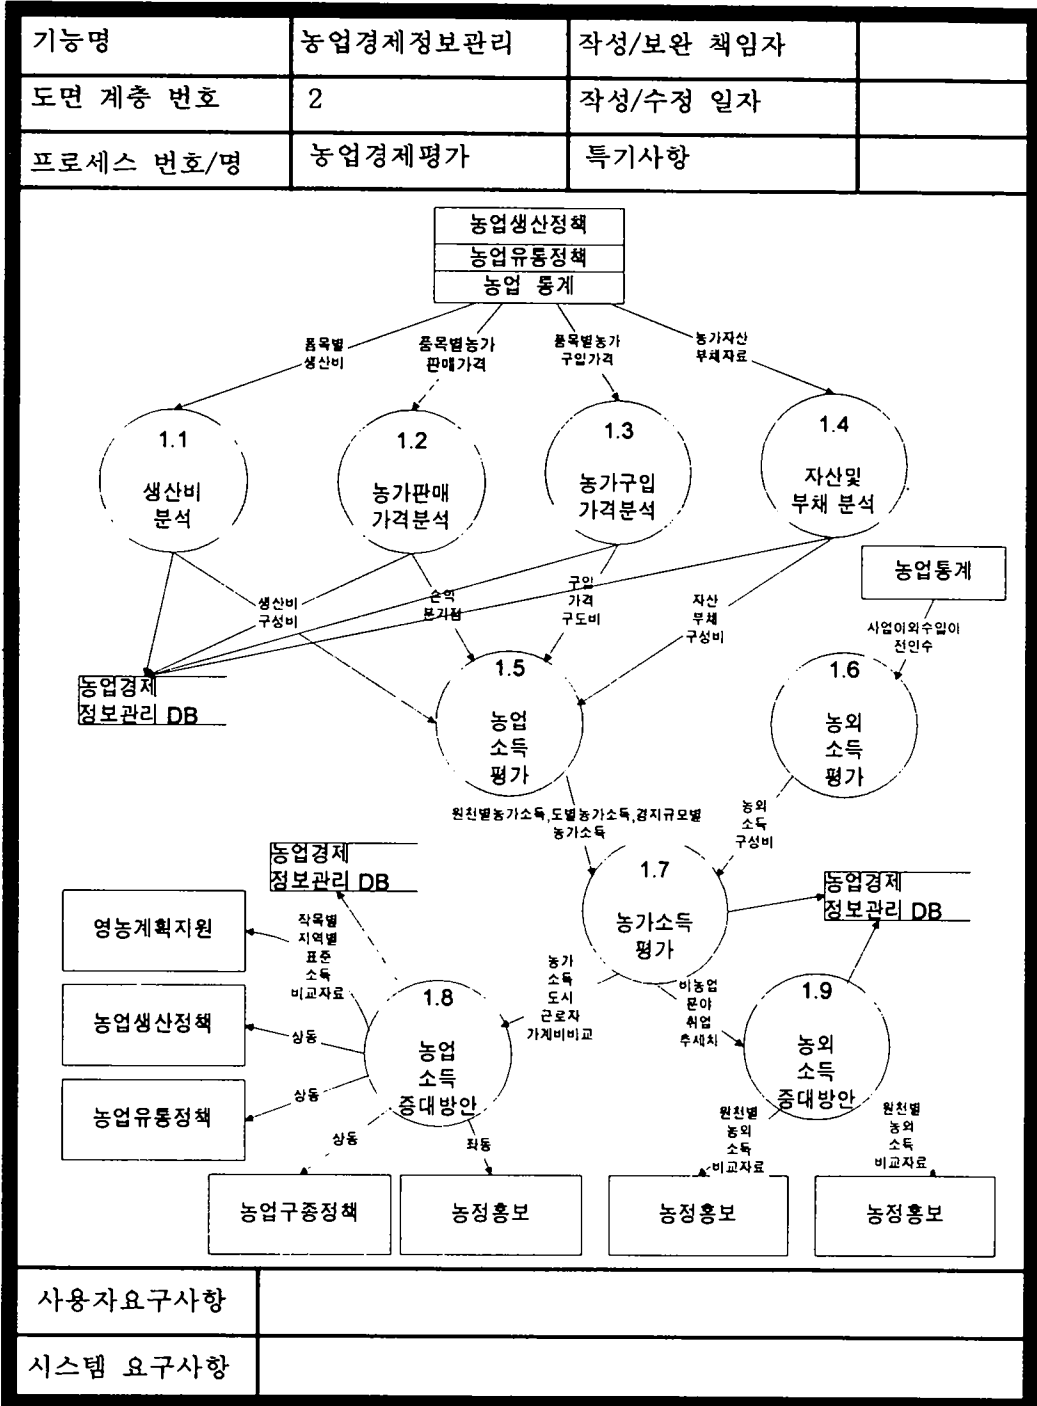 기능명 농업경제정보관리 작성/보완 책임자
도면 계층 번호 2 작성/수정 일자
프로세스 번호/명 농업경제평가 특기사항
농업생산정책
농업유통정책
농업 통계
품목별
생산비
품목별농가
판매가격
품목별농가
구입가격
농가자산
부채자료
1.1
생산비
분석
1.2
농가판매
가격분석
1.3
농가구입
가격분석
1.4
자산및
부채 분석
농업통계
생산비
구성비
손익
분기점
구입
가격
구도비
자산
부채
구성비
사업이외수입이
전인수
농업경제
정보관리 DB
1.5
농업
소득
평가
1.6
농외
소득
평가
원천별농가소득,도별농가소득,경지규모별
농가소득
농외
소득
구성비
농업경제
정보관리 DB
1.7
농가소득
평가
농업경제
정보관리 DB
영농계획지원
작목별
지역별
표준
소득
비교자료
농가
소득
도시
근로자
가계비비교
비농업
분야
취업
추세치
농업생산정책
상동
1.8
농업
소득
증대방안
1.9
농외
소득
증대방안
농업유통정책
상동
상동
좌동
원천별
농외
소득
비교자료
원천별
농외
소득
비교자료
농업구종정책
농정홍보
농정홍보
농정홍보
사용자요구사항
시스템 요구사항